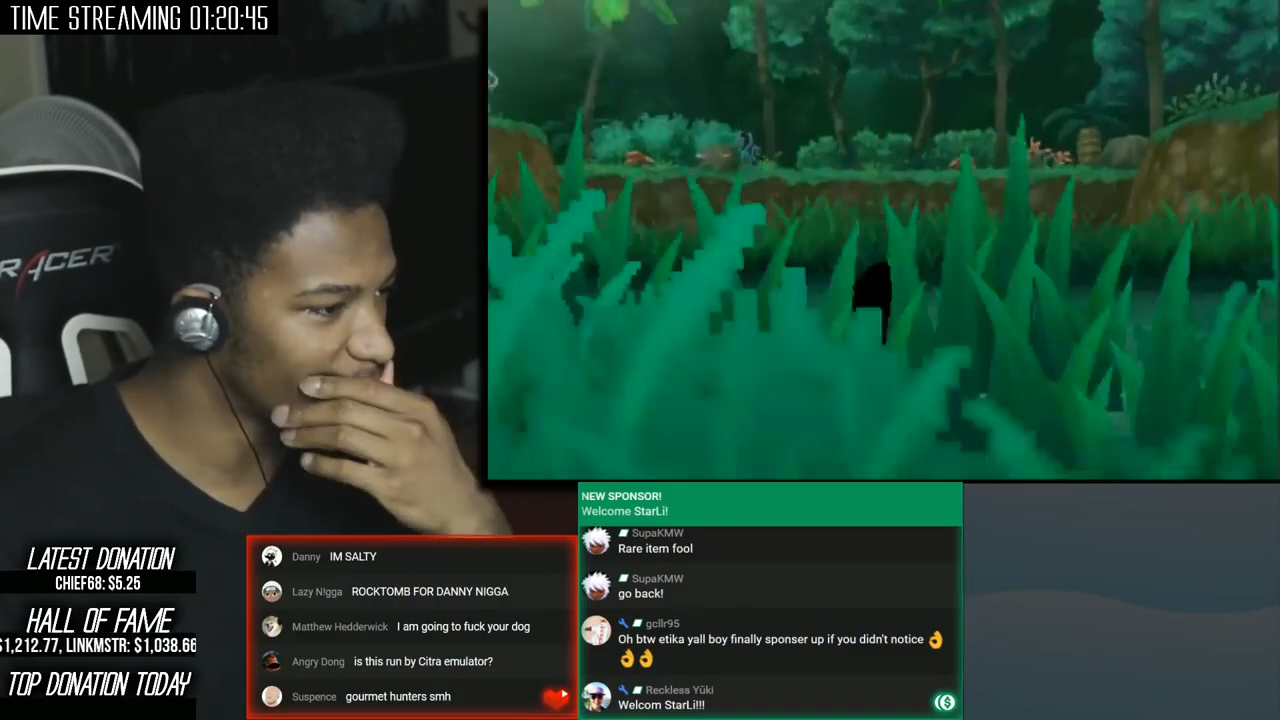 TIME STREAMING 01:20:45
RACER
LATEST DONATION
CHIEF68: $5.25
HALL OF FAME
$1,212.77, LINKMSTR: $1,038.66
TOP DONATION TODAY
Danny IM SALTY
Lazy N!gga ROCKTOMB FOR DANNY NIGGA
Matthew Hedderwick I am going to fuck your dog
Angry Dong is this run by Citra emulator?
Suspence gourmet hunters smh
NEW SPONSOR!
Welcome StarLi!
SupaKMW
Rare item fool
SupaKMW
go back!
gcllr95
Oh btw etika yall boy finally sponser up if you didn't notice 👌
👌👌
Reckless Yūki
Welcom StarLi!!!